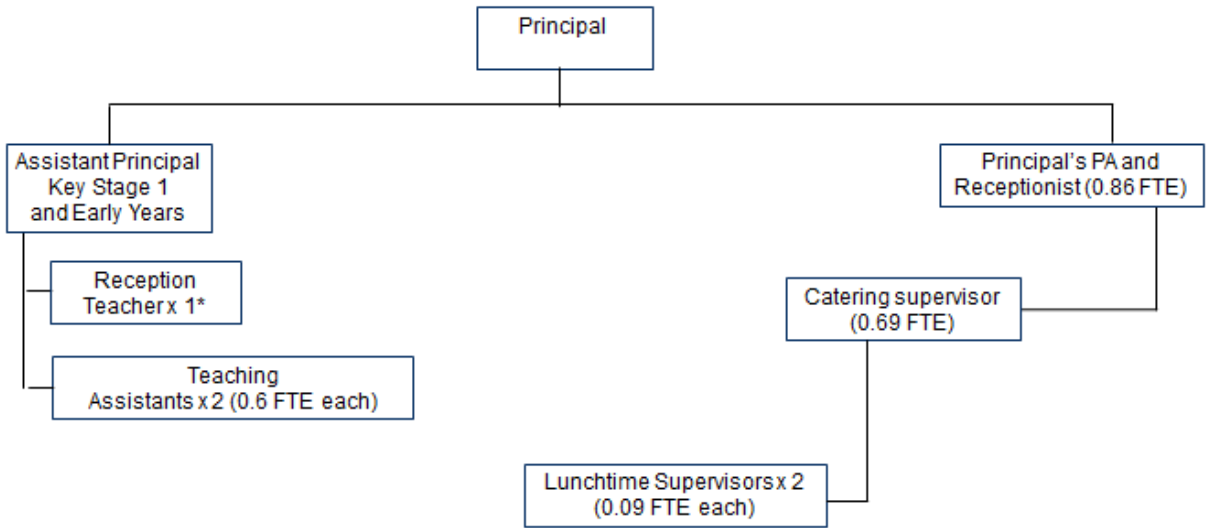 Principal
Assistant Principal
Key Stage 1
and Early Years
Principal's PA and
Receptionist (0.86 FTE)
Reception
Teacher x 1*
Catering supervisor
(0.69 FTE)
Teaching
Assistants x 2 (0.6 FTE each)
Lunchtime Supervisors x 2
(0.09 FTE each)